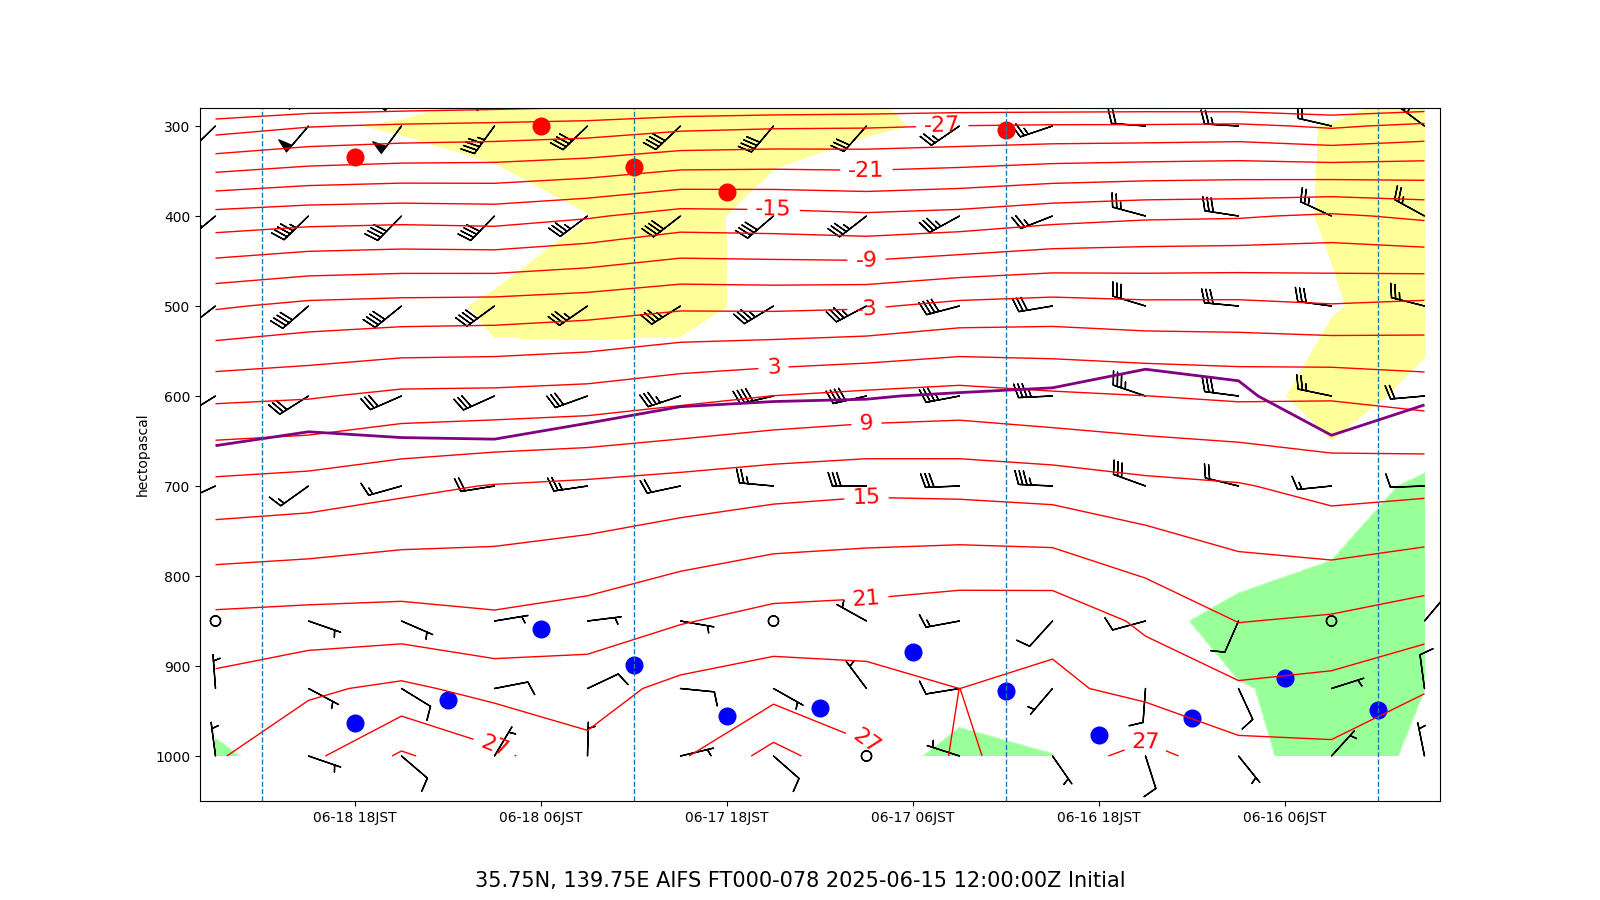 300
400
500
600
700
800
900
1000
hectopascal
-27
-21
-15
-9
-3
3
9
15
21
27
27
27
06-18 18JST
06-18 06JST
06-17 18JST
06-17 06JST
06-16 18JST
06-16 06JST
35.75N, 139.75E AIFS FT000-078 2025-06-15 12:00:00Z Initial